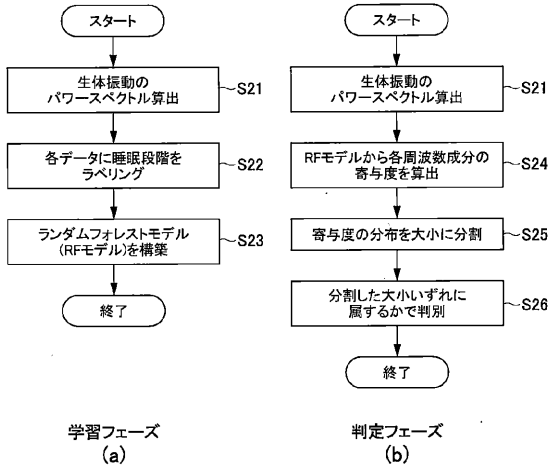 スタート
生体振動の
パワースペクトル算出
S21
各データに睡眠段階を
ラベリング
S22
ランダムフォレストモデル
(RFモデル)を構築
S23
終了
学習フェーズ
(a)
スタート
生体振動の
パワースペクトル算出
S21
RFモデルから各周波数成分の
寄与度を算出
S24
寄与度の分布を大小に分割
S25
分割した大小いずれに
属するかで判別
S26
終了
判定フェーズ
(b)